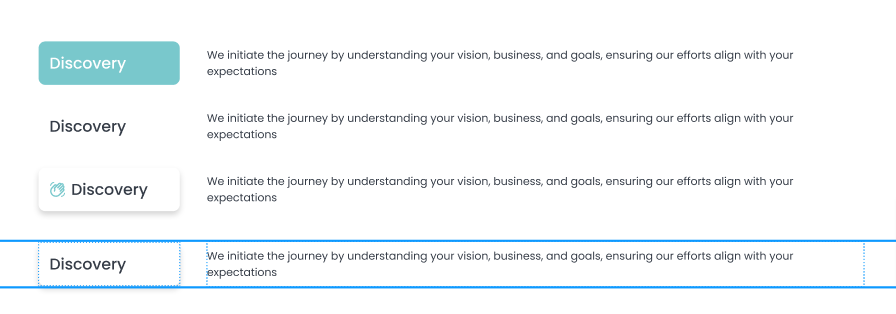 Discovery
We initiate the journey by understanding your vision, business, and goals, ensuring our efforts align with your
expectations
Discovery
We initiate the journey by understanding your vision, business, and goals, ensuring our efforts align with your
expectations
Discovery
We initiate the journey by understanding your vision, business, and goals, ensuring our efforts align with your
expectations
Discovery
We initiate the journey by understanding your vision, business, and goals, ensuring our efforts align with your
expectations